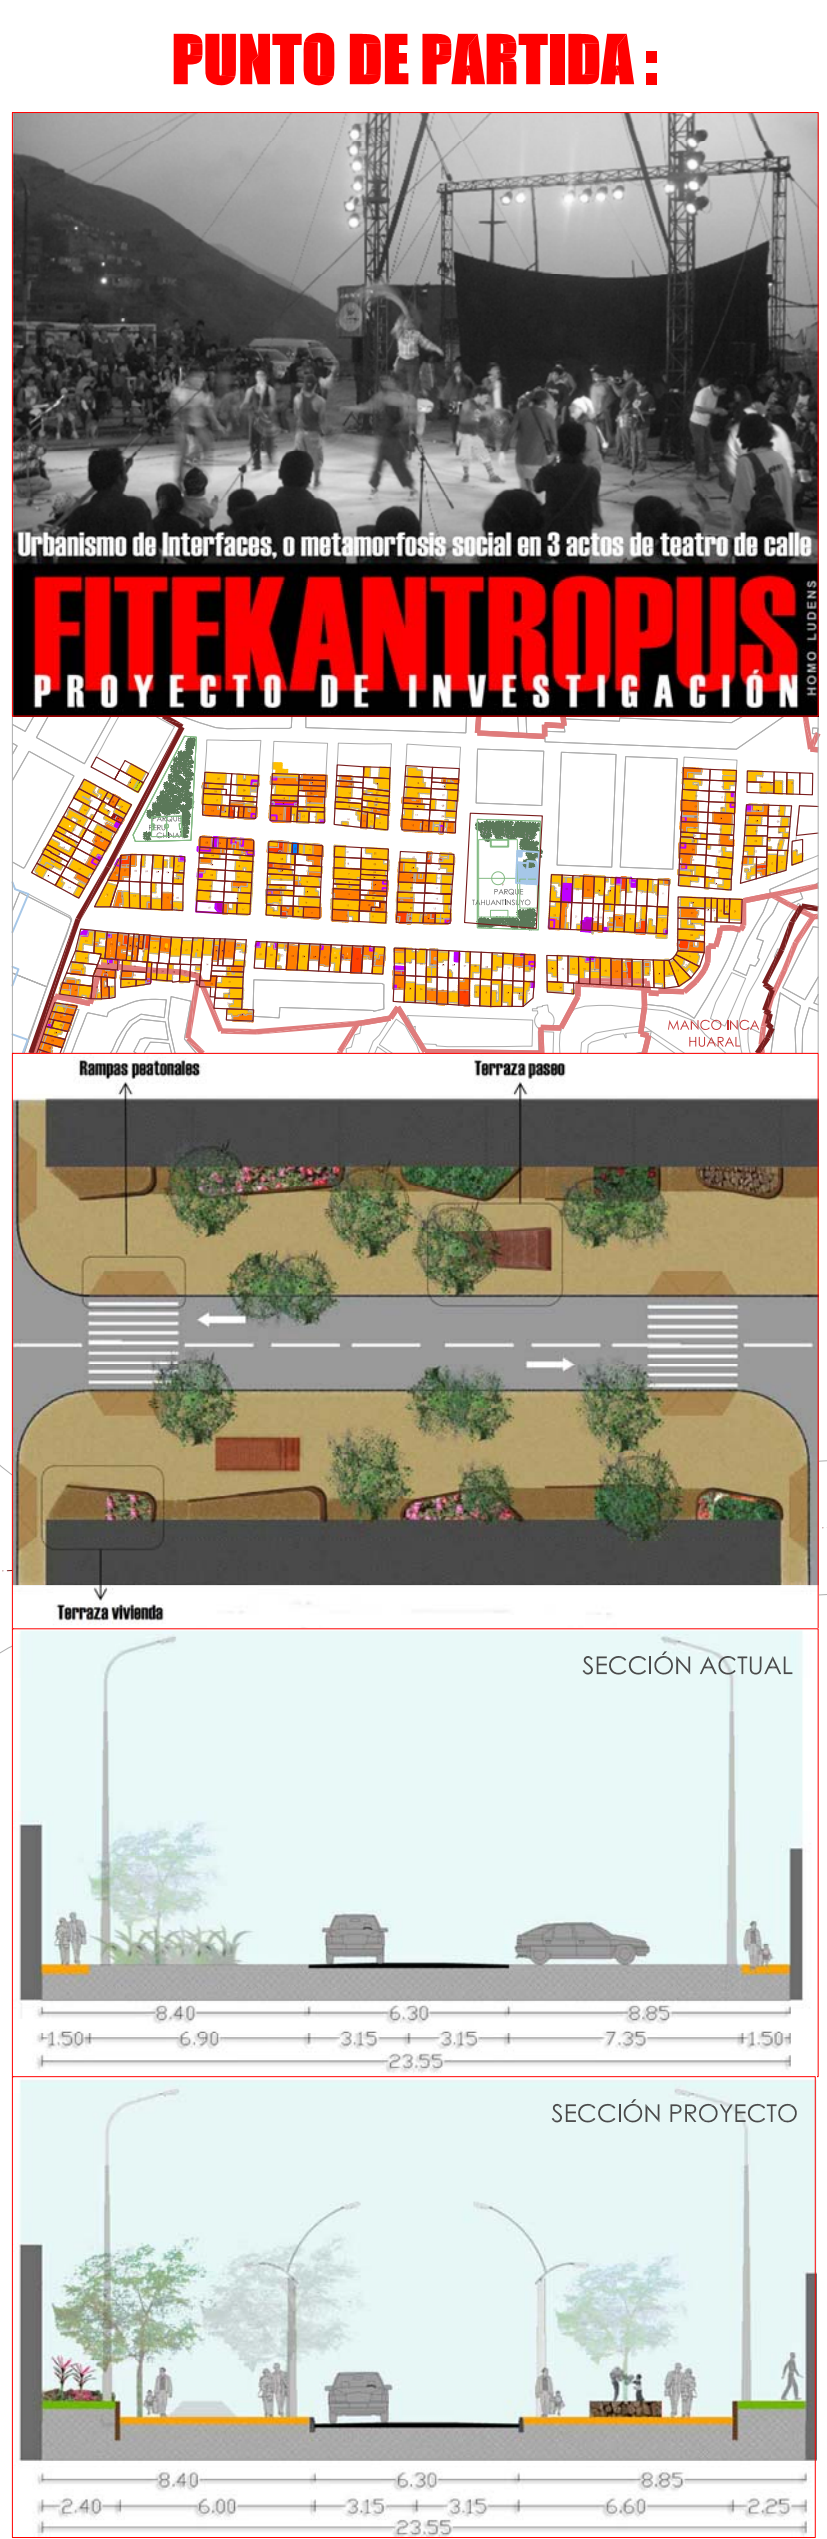 PUNTO DE PARTIDA :
Urbanismo de Interfaces, o metamorfosis social en 3 actos de teatro de calle
FITEKANTROPUS
HOMO LUDENS
PROYECTO DE INVESTIGACIÓN
PARQUE
PERÚ
CHINA
PARQUE
TAHUANTINSUYO
MANCO INCA
HUARAL
Rampas peatonales
Terraza paseo
Terraza vivienda
SECCIÓN ACTUAL
8.40 6.30 8.85
1.50 6.90 3.15 3.15 7.35 1.50
23.55
SECCIÓN PROYECTO
8.40 6.30 8.85
2.40 6.00 3.15 3.15 6.60 2.25
23.55